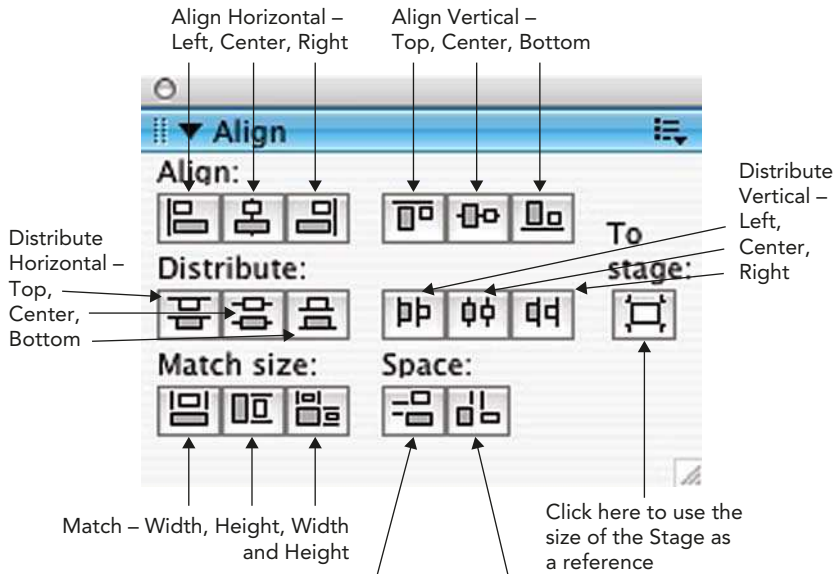 Align Horizontal –
Left, Center, Right
Align Vertical –
Top, Center, Bottom
Align
Align:
Distribute
Vertical –
Left,
Center,
Right
To
stage:
Distribute
Horizontal –
Top,
Center,
Bottom
Distribute:
Match size:
Space:
Match – Width, Height, Width
and Height
Click here to use the
size of the Stage as
a reference